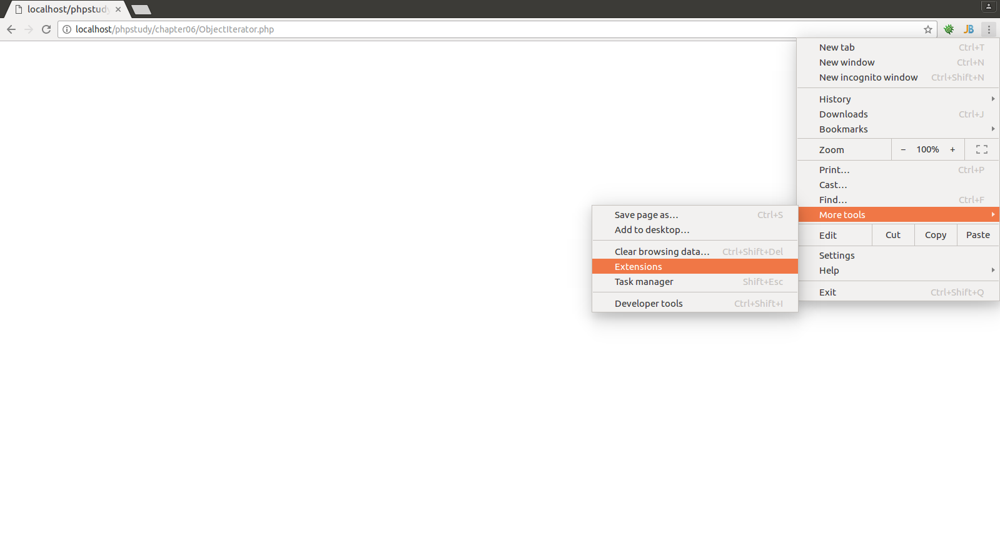 localhost/phpstudy
localhost/phpstudy/chapter06/ObjectIterator.php
JB
New tab Ctrl+T
New window Ctrl+N
New incognito window Ctrl+Shift+N
History
Downloads Ctrl+J
Bookmarks
Zoom − 100% +
Print... Ctrl+P
Cast...
Find... Ctrl+F
More tools
Edit Cut Copy Paste
Settings
Help
Exit Ctrl+Shift+Q
Save page as... Ctrl+S
Add to desktop...
Clear browsing data... Ctrl+Shift+Del
Extensions
Task manager Shift+Esc
Developer tools Ctrl+Shift+I